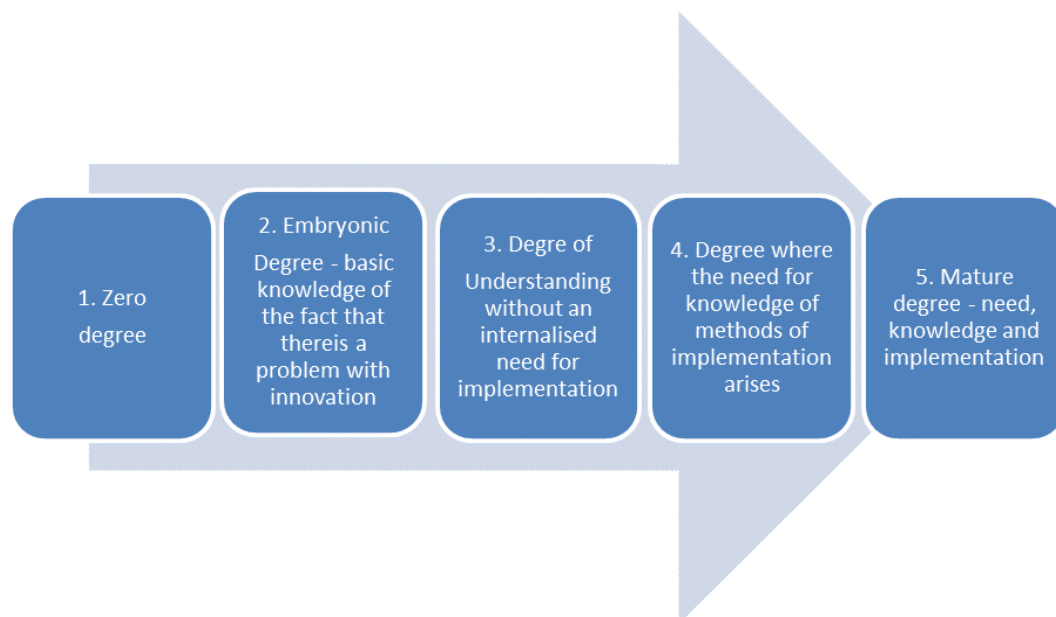 1. Zero
degree
2. Embryonic
Degree - basic
knowledge of
the fact that
thereis a
problem with
innovation
3. Degre of
Understanding
without an
internalised
need for
implementation
4. Degree where
the need for
knowledge of
methods of
implementation
arises
5. Mature
degree - need,
knowledge and
implementation